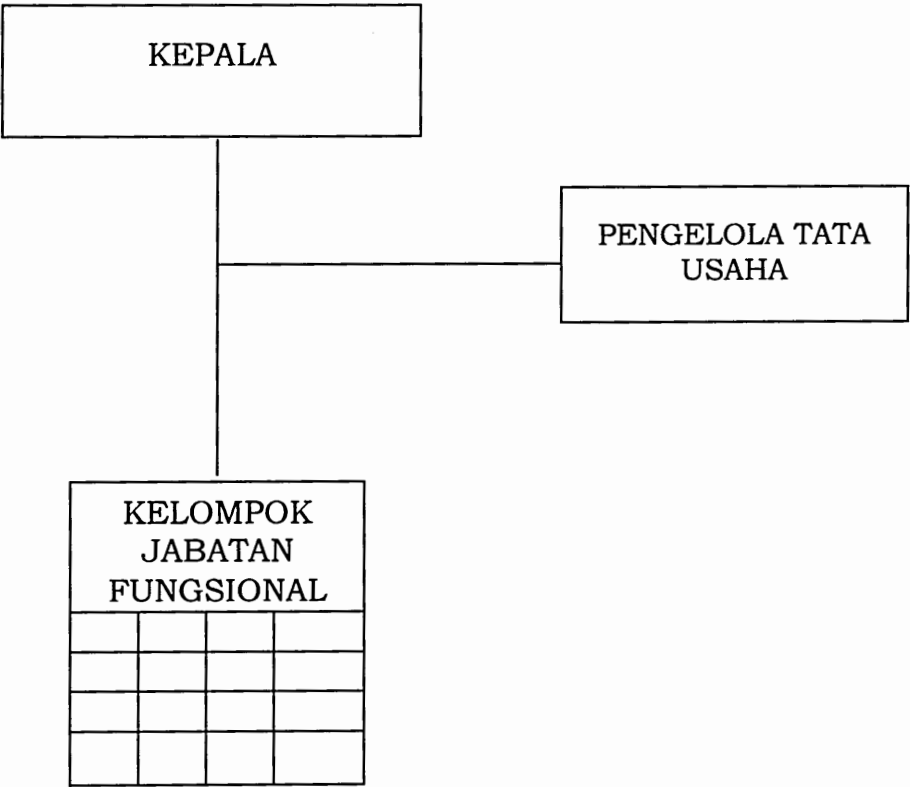 KEPALA
PENGELOLA TATA
USAHA
KELOMPOK
JABATAN
FUNGSIONAL